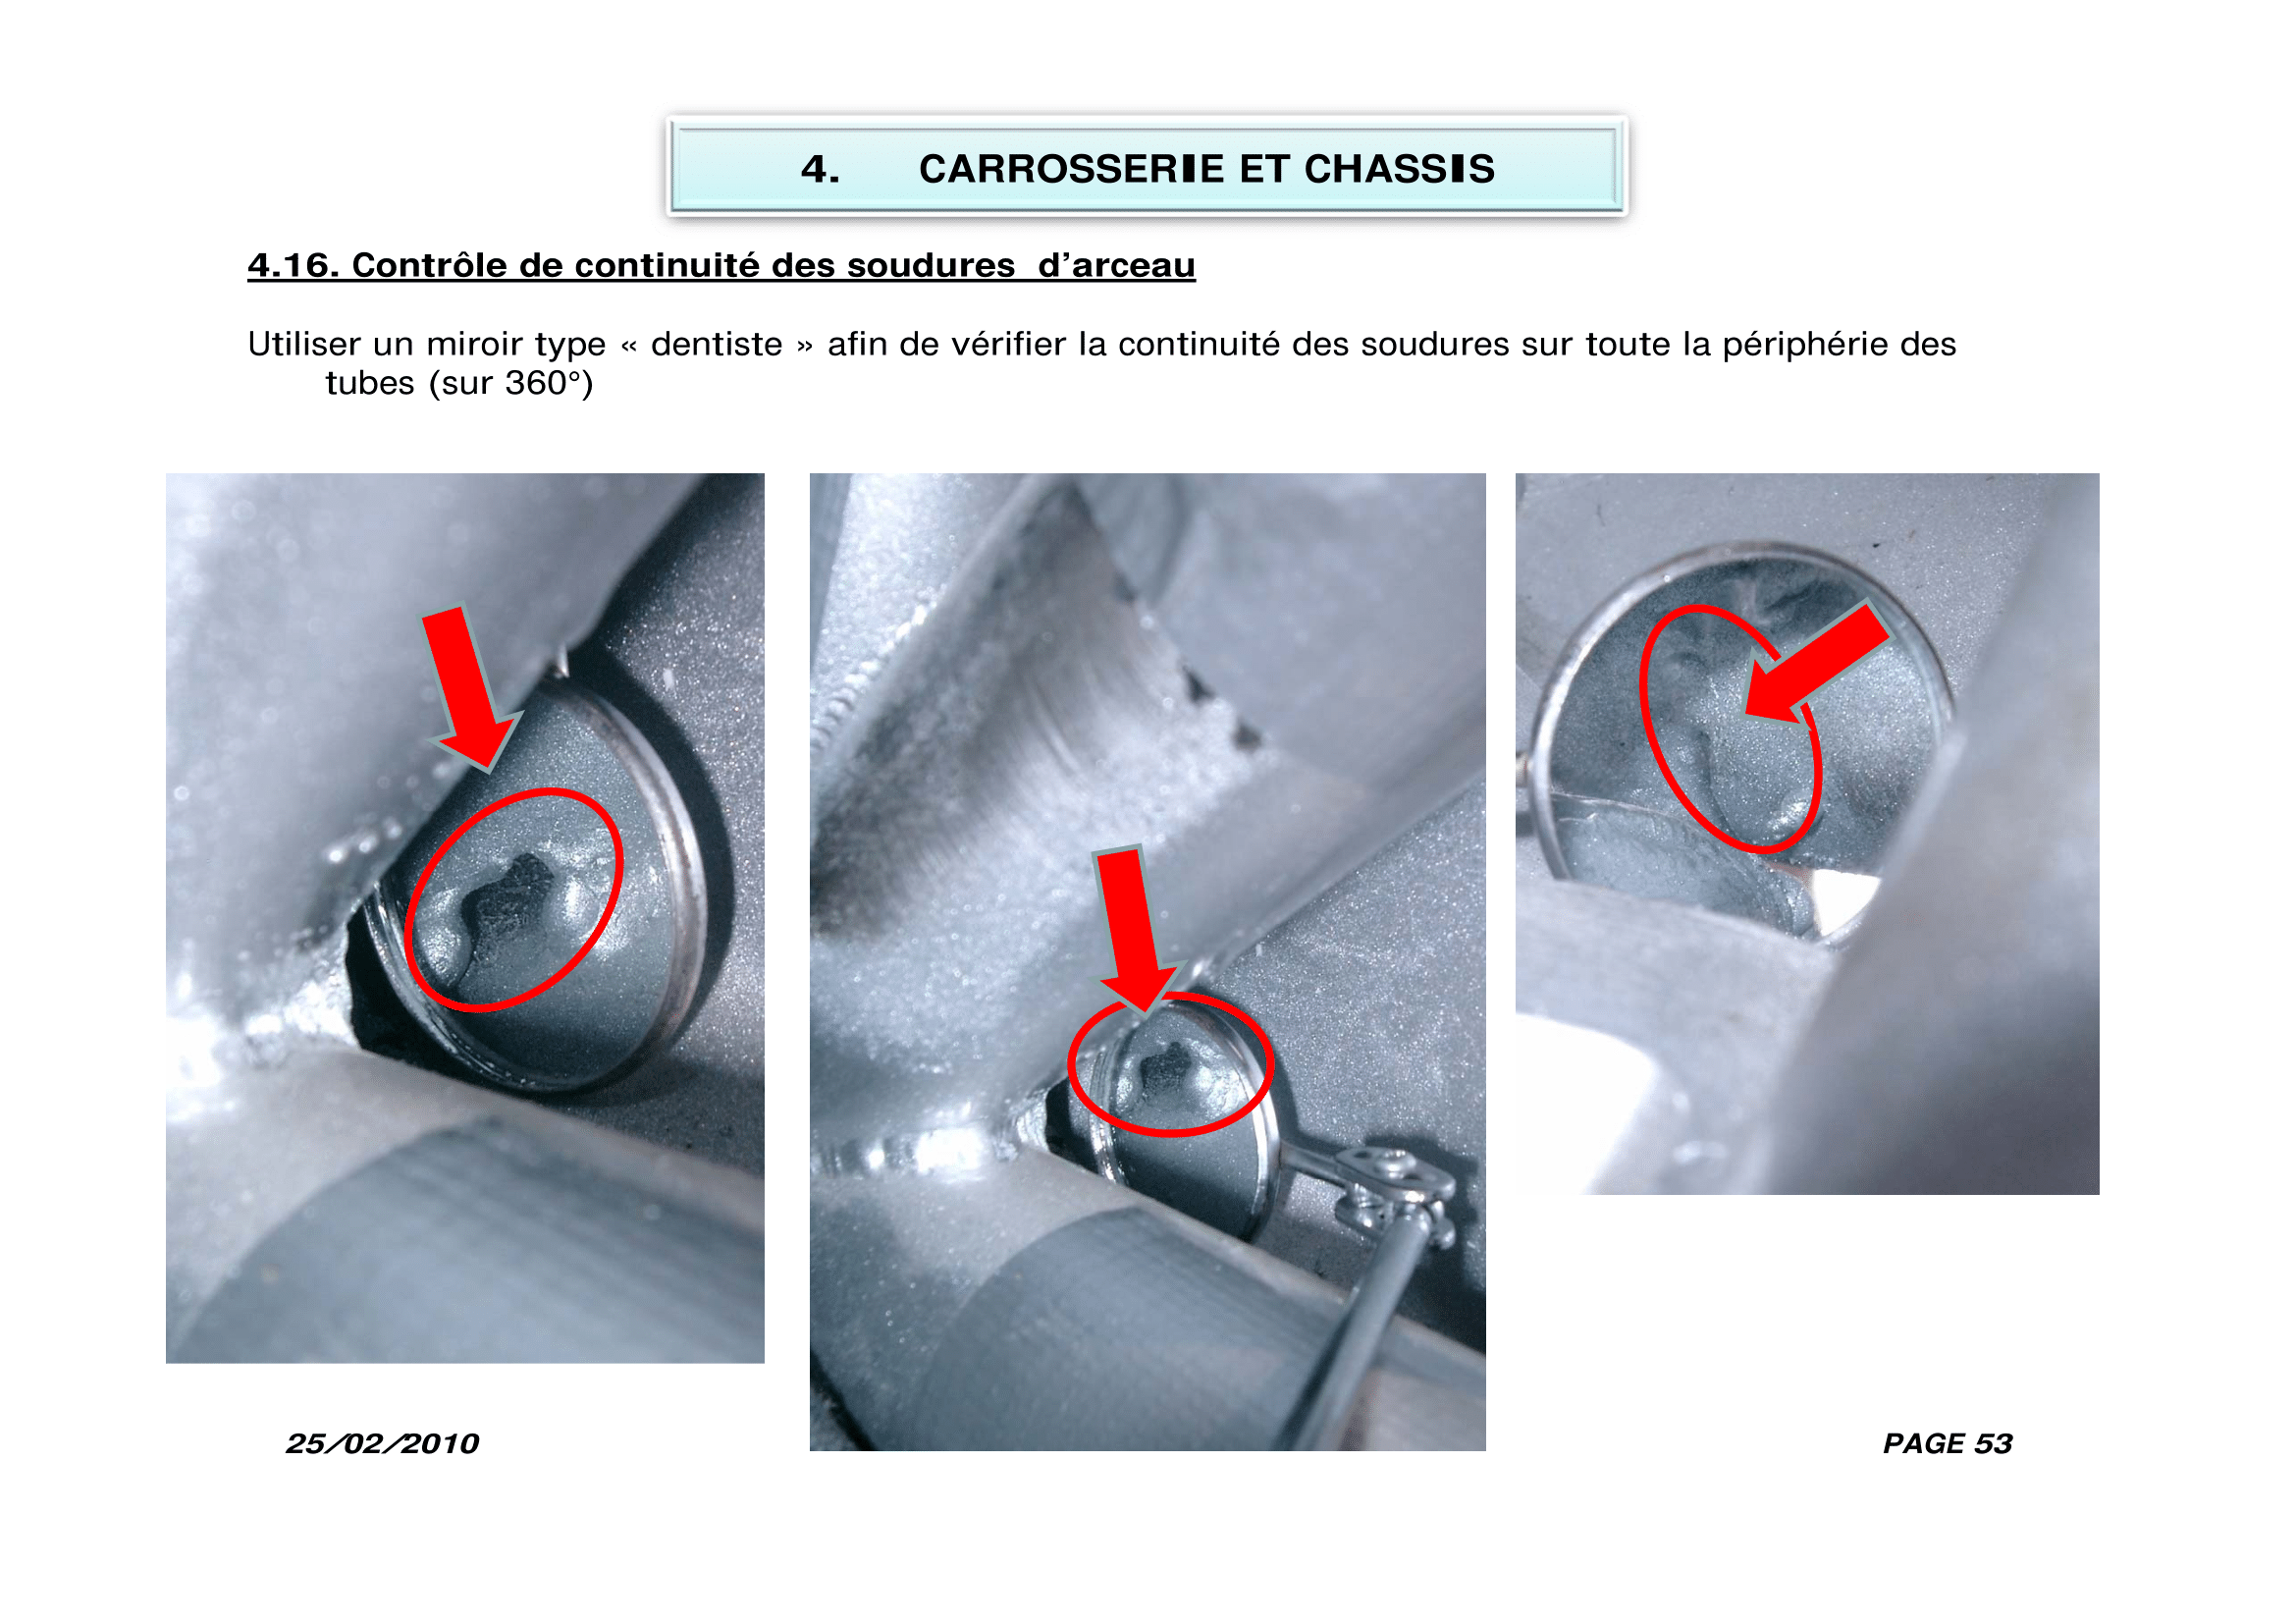 4. CARROSSERIE ET CHASSIS
4.16. Contrôle de continuité des soudures d’arceau
Utiliser un miroir type « dentiste » afin de vérifier la continuité des soudures sur toute la périphérie des
tubes (sur 360°)
25/02/2010
PAGE 53